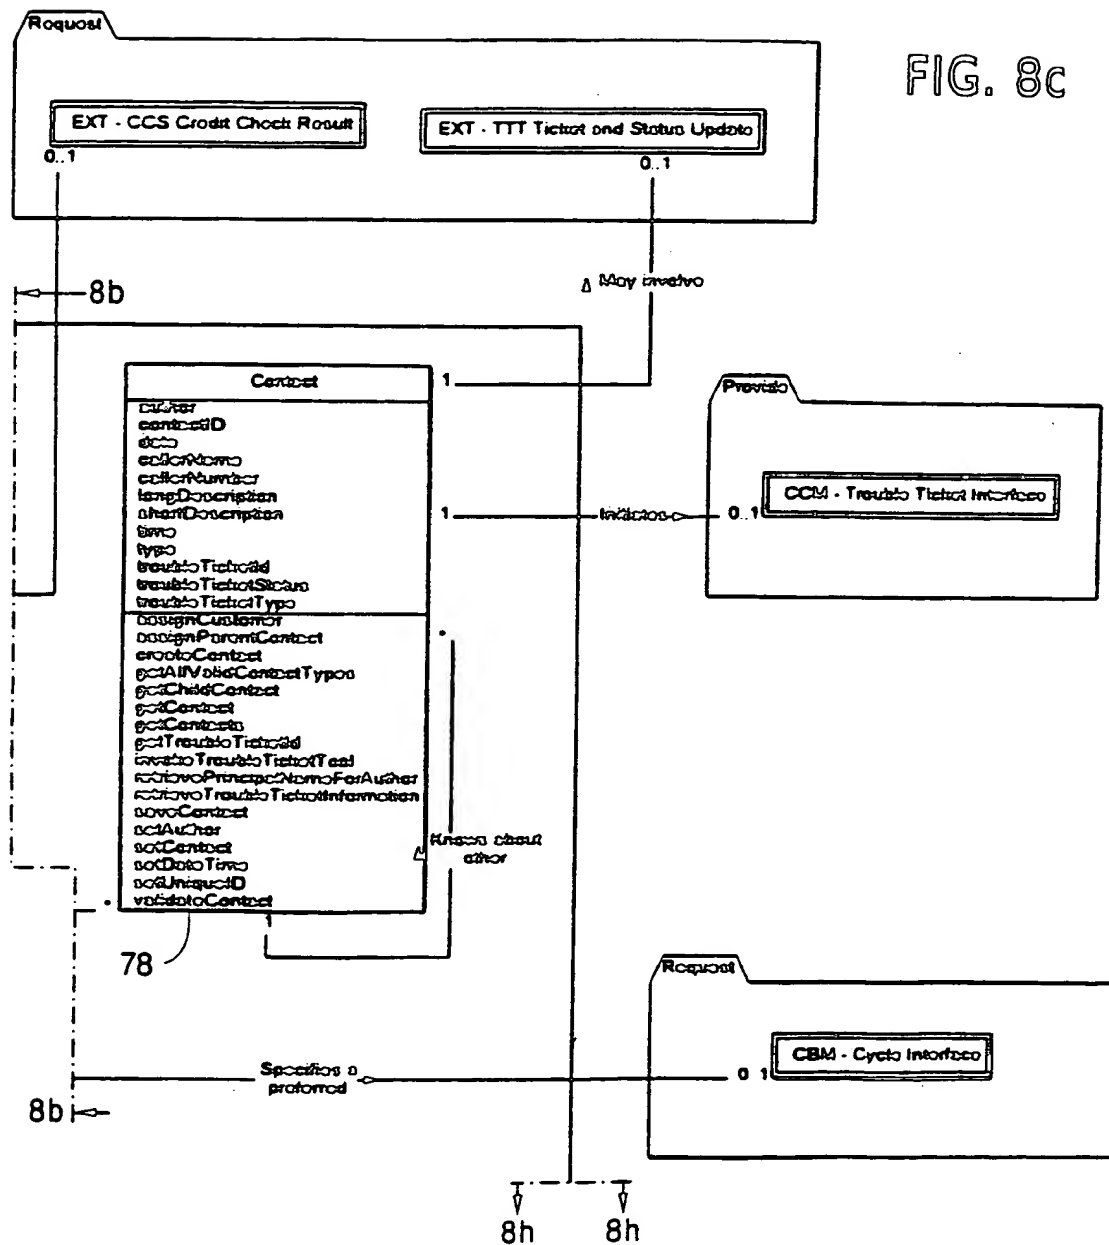 Request
FIG. 8c
EXT - CCS Credit Check Result
EXT - TTT Ticket and Status Update
0..1
0..1
May involve
8b
Contact
1
author
contactID
date
callerName
callerNumber
longDescription
shortDescription
time
type
troubleTicketId
troubleTicketStatus
troubleTicketType
Provide
CCM - Trouble Ticket Interface
1
Initiates
0..1
assignCustomer
assignParentContact
createContact
getAllValidContactTypes
getChildContact
getContact
getContacts
getTroubleTicketId
invokeTroubleTicketTool
retrievePrincipalNameForAuthor
retrieveTroubleTicketInformation
saveContact
setAuthor
setContact
setDateTime
setUniqueID
validateContact
*
Knows about
other
*
1
78
Request
CBM - Cycle Interface
Specifies a
preferred
0..1
8b
8h
8h